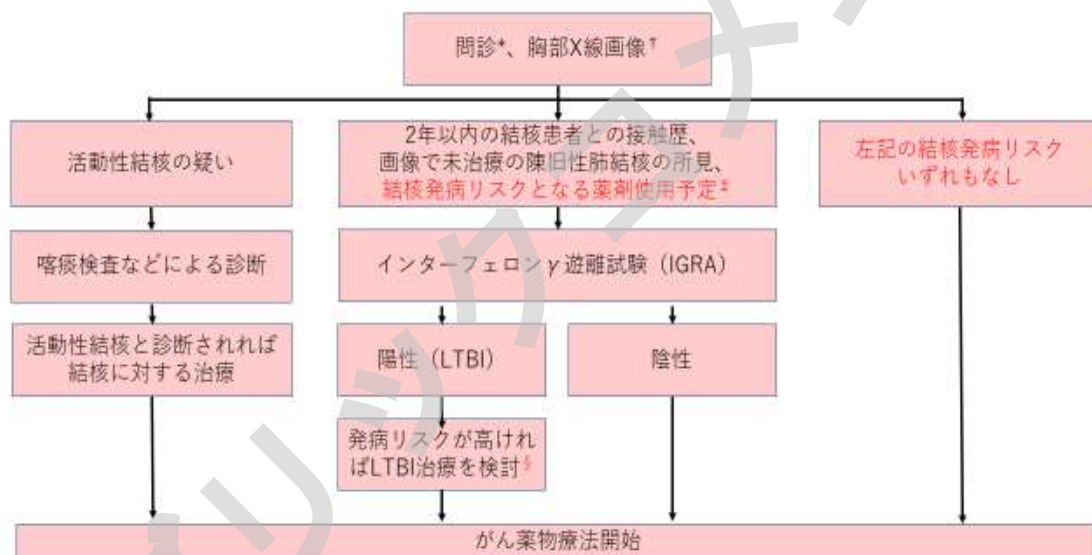 問診*、胸部X線画像†
活動性結核の疑い
2年以内の結核患者との接触歴、
画像で未治療の陳旧性肺結核の所見、
結核発病リスクとなる薬剤使用予定‡
左記の結核発病リスク
いずれもなし
喀痰検査などによる診断
インターフェロンγ遊離試験（IGRA）
活動性結核と診断されれば
結核に対する治療
陽性（LTBI）
陰性
発病リスクが高けれ
ばLTBI治療を検討§
がん薬物療法開始